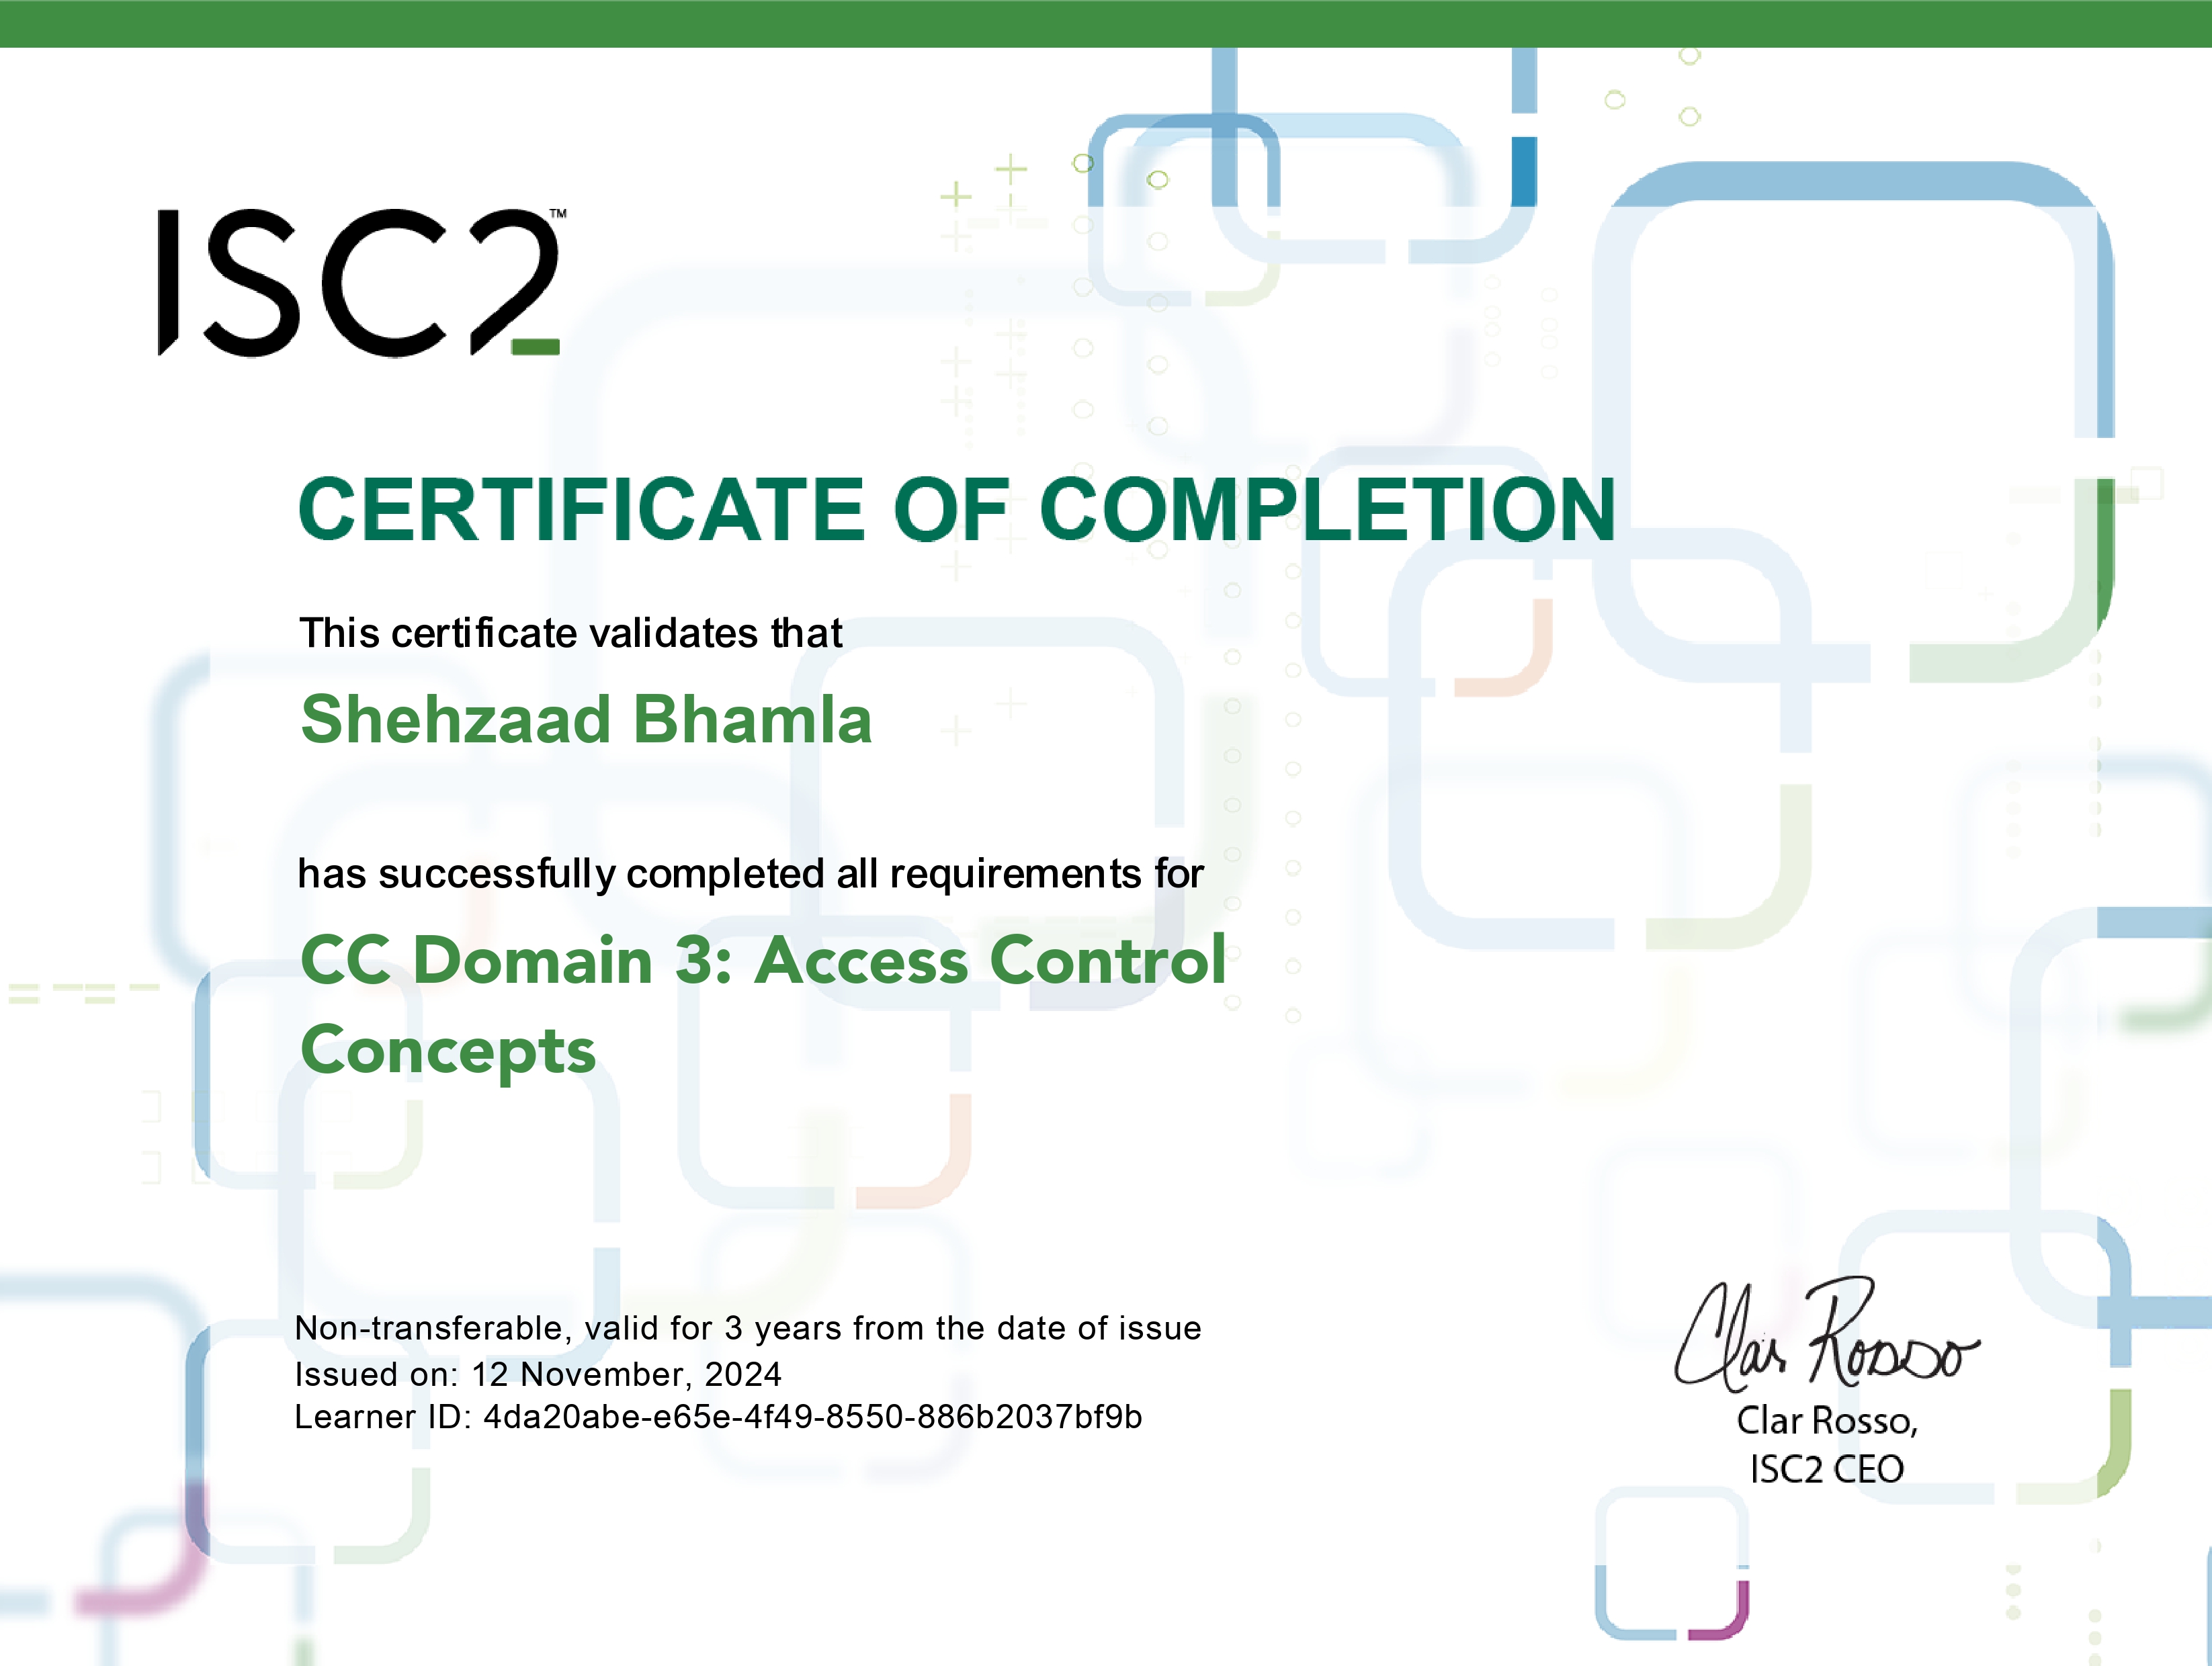 ISC2™
CERTIFICATE OF COMPLETION
This certificate validates that
Shehzaad Bhamla
has successfully completed all requirements for
CC Domain 3: Access Control
Concepts
Non-transferable, valid for 3 years from the date of issue
Issued on: 12 November, 2024
Learner ID: 4da20abe-e65e-4f49-8550-886b2037bf9b
Clar Rosso
Clar Rosso,
ISC2 CEO